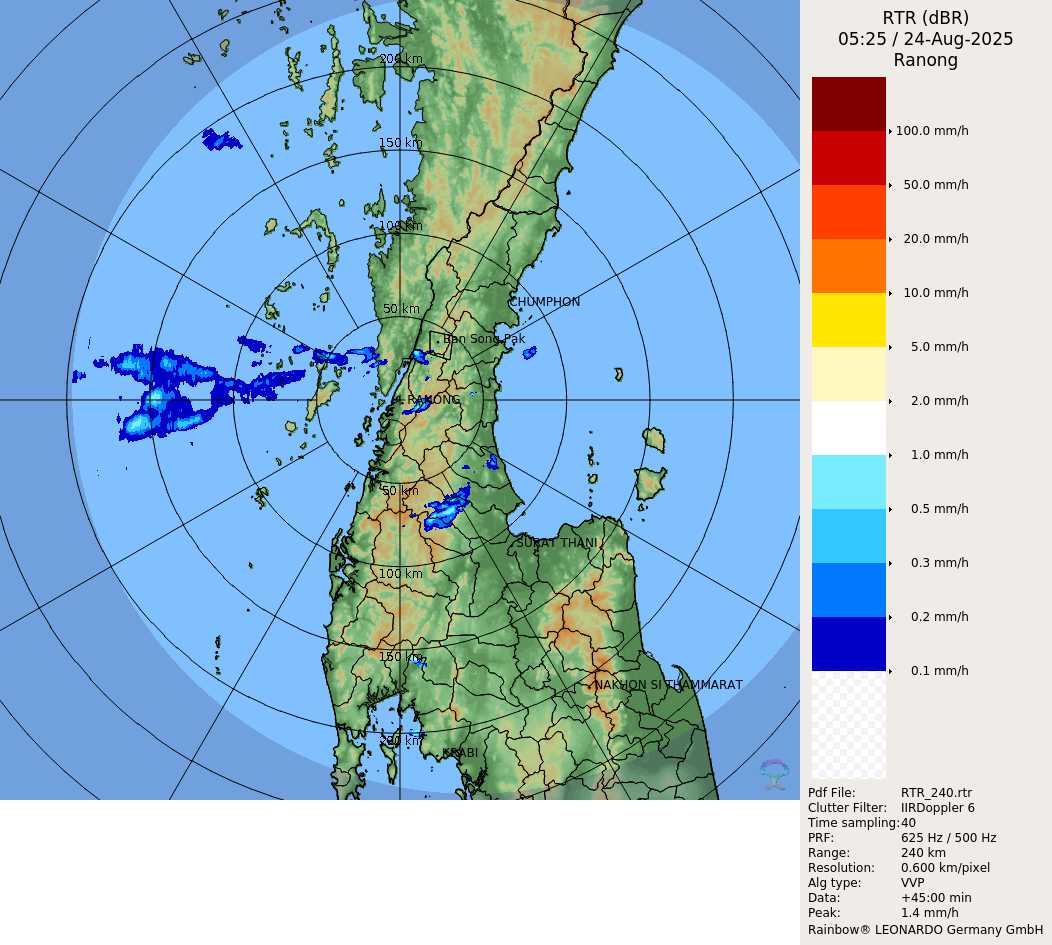 RTR (dBR)
05:25 / 24-Aug-2025
Ranong
100.0 mm/h
50.0 mm/h
20.0 mm/h
10.0 mm/h
5.0 mm/h
2.0 mm/h
1.0 mm/h
0.5 mm/h
0.3 mm/h
0.2 mm/h
0.1 mm/h
200 km
150 km
100 km
50 km
CHUMPHON
Ban Song Pak
RANONG
50 km
SURAT THANI
100 km
150 km
NAKHON SI THAMMARAT
200 km
KRABI
Pdf File: RTR_240.rtr
Clutter Filter: IIRDoppler 6
Time sampling: 40
PRF: 625 Hz / 500 Hz
Range: 240 km
Resolution: 0.600 km/pixel
Alg type: VVP
Data: +45:00 min
Peak: 1.4 mm/h
Rainbow® LEONARDO Germany GmbH